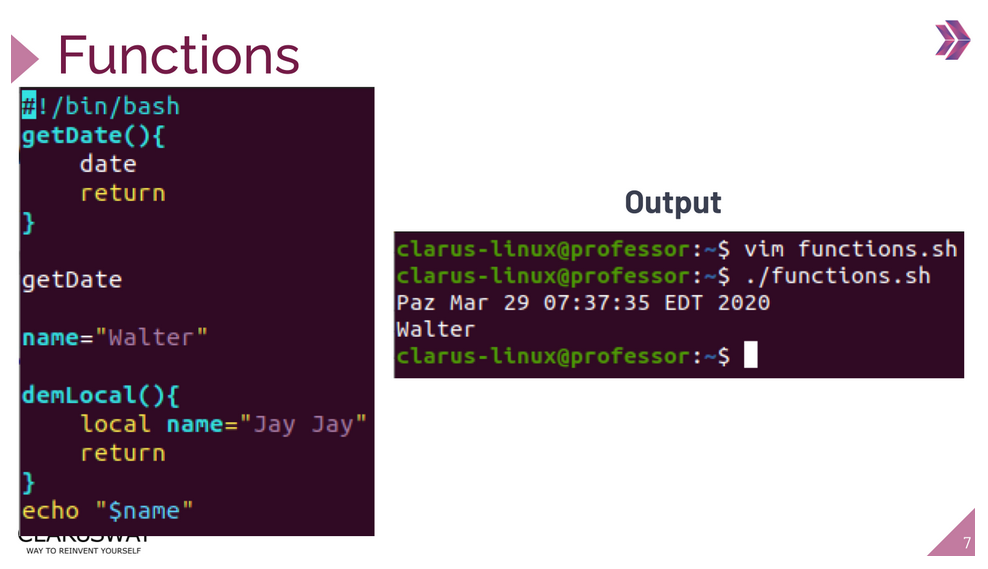 Functions
#!/bin/bash
getDate(){
    date
    return
}
getDate
name="Walter"
demLocal(){
    local name="Jay Jay"
    return
}
echo "$name"
Output
clarus-linux@professor:~$ vim functions.sh
clarus-linux@professor:~$ ./functions.sh
Paz Mar 29 07:37:35 EDT 2020
Walter
clarus-linux@professor:~$
CLARUSWAY
WAY TO REINVENT YOURSELF
7